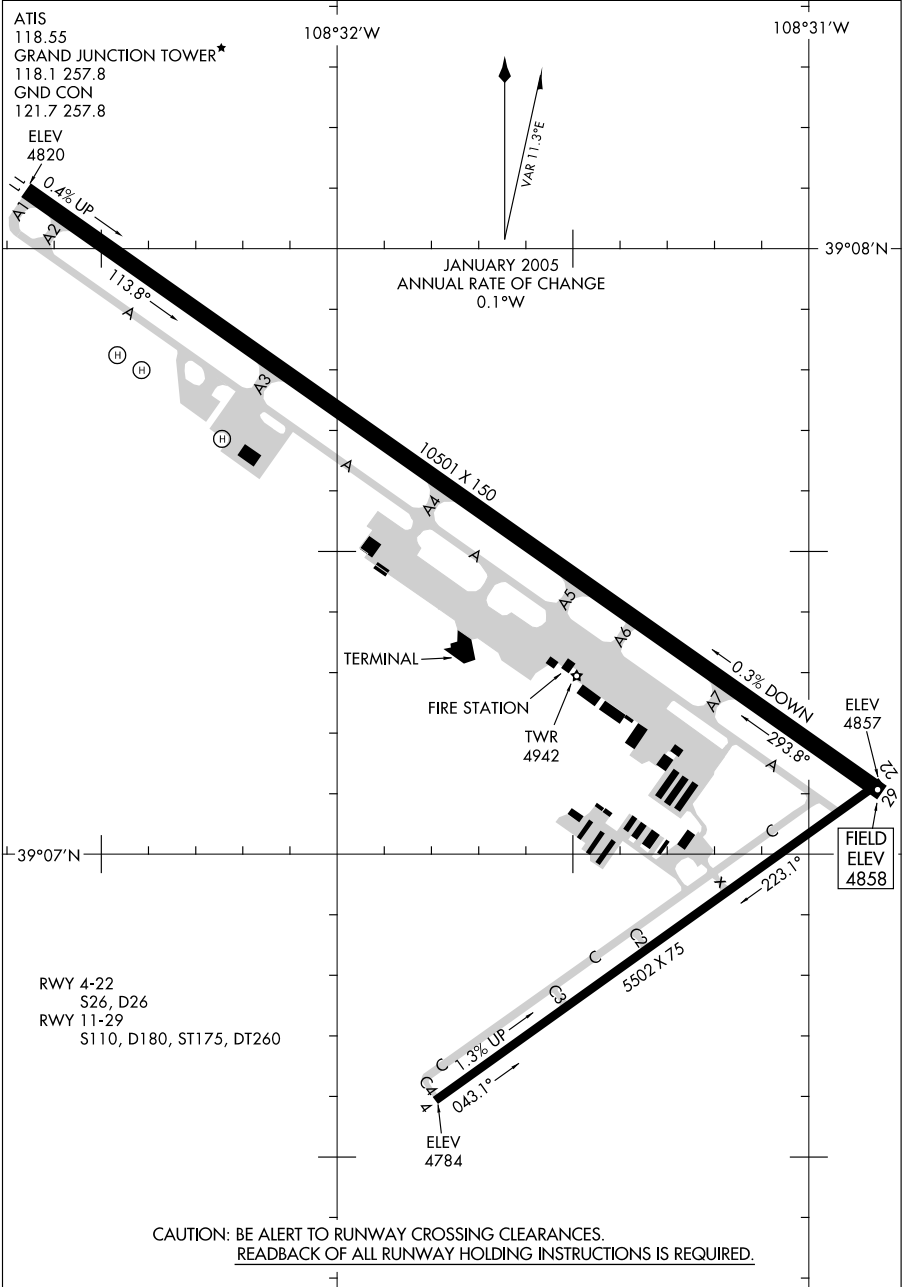 ATIS
118.55
GRAND JUNCTION TOWER★
118.1 257.8
GND CON
121.7 257.8
108°32'W
108°31'W
ELEV
4820
VAR 11.3°E
11
0.4% UP
A1
A2
39°08'N
JANUARY 2005
ANNUAL RATE OF CHANGE
0.1°W
113.8°
A
H
H
A3
H
A
10501 X 150
A4
A
A5
A6
TERMINAL
0.3% DOWN
FIRE STATION
A7
ELEV
4857
TWR
4942
293.8°
A
22
29
C
FIELD
ELEV
4858
39°07'N
X
223.1°
C2
C
5502 X 75
RWY 4-22
S26, D26
RWY 11-29
S110, D180, ST175, DT260
C3
1.3% UP
C
C4
4
043.1°
ELEV
4784
CAUTION: BE ALERT TO RUNWAY CROSSING CLEARANCES.
READBACK OF ALL RUNWAY HOLDING INSTRUCTIONS IS REQUIRED.